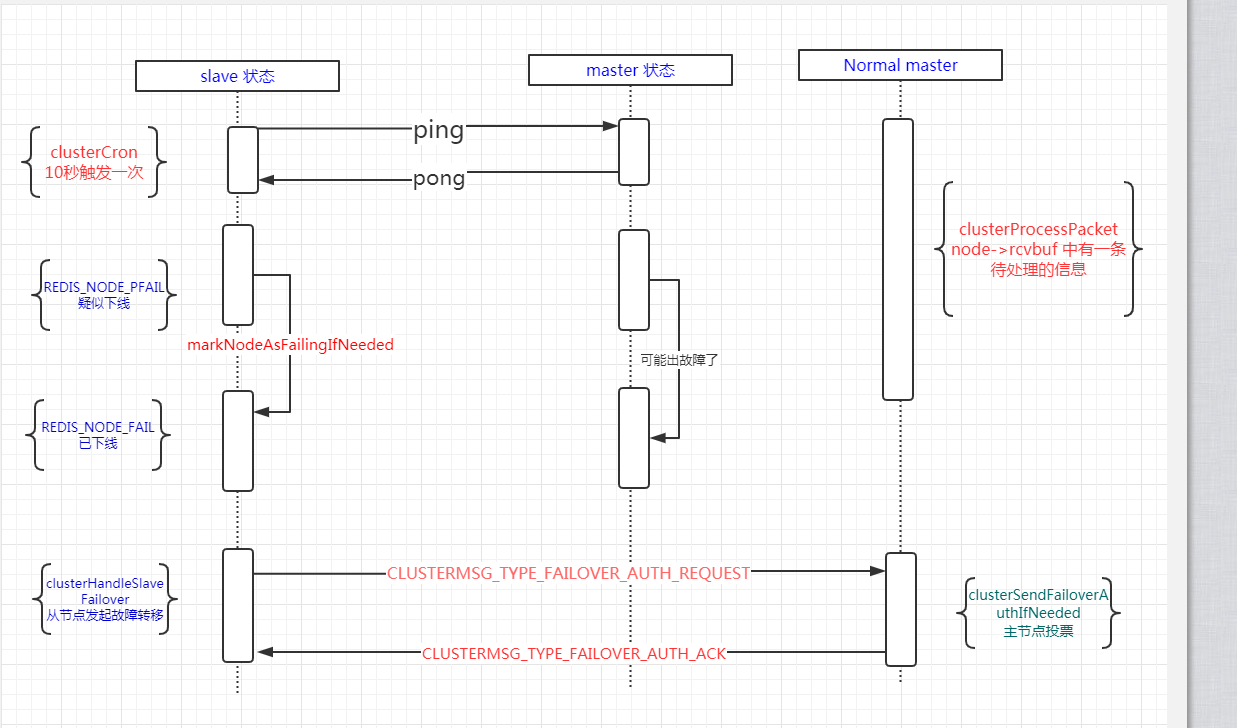 slave 状态
master 状态
Normal master
ping
clusterCron
10秒触发一次
pong
clusterProcessPacket
node->rcvbuf 中有一条
待处理的信息
REDIS_NODE_PFAIL
疑似下线
markNodeAsFailingIfNeeded
可能出故障了
REDIS_NODE_FAIL
已下线
CLUSTERMSG_TYPE_FAILOVER_AUTH_REQUEST
clusterHandleSlave
Failover
从节点发起故障转移
clusterSendFailoverA
uthIfNeeded
主节点投票
CLUSTERMSG_TYPE_FAILOVER_AUTH_ACK